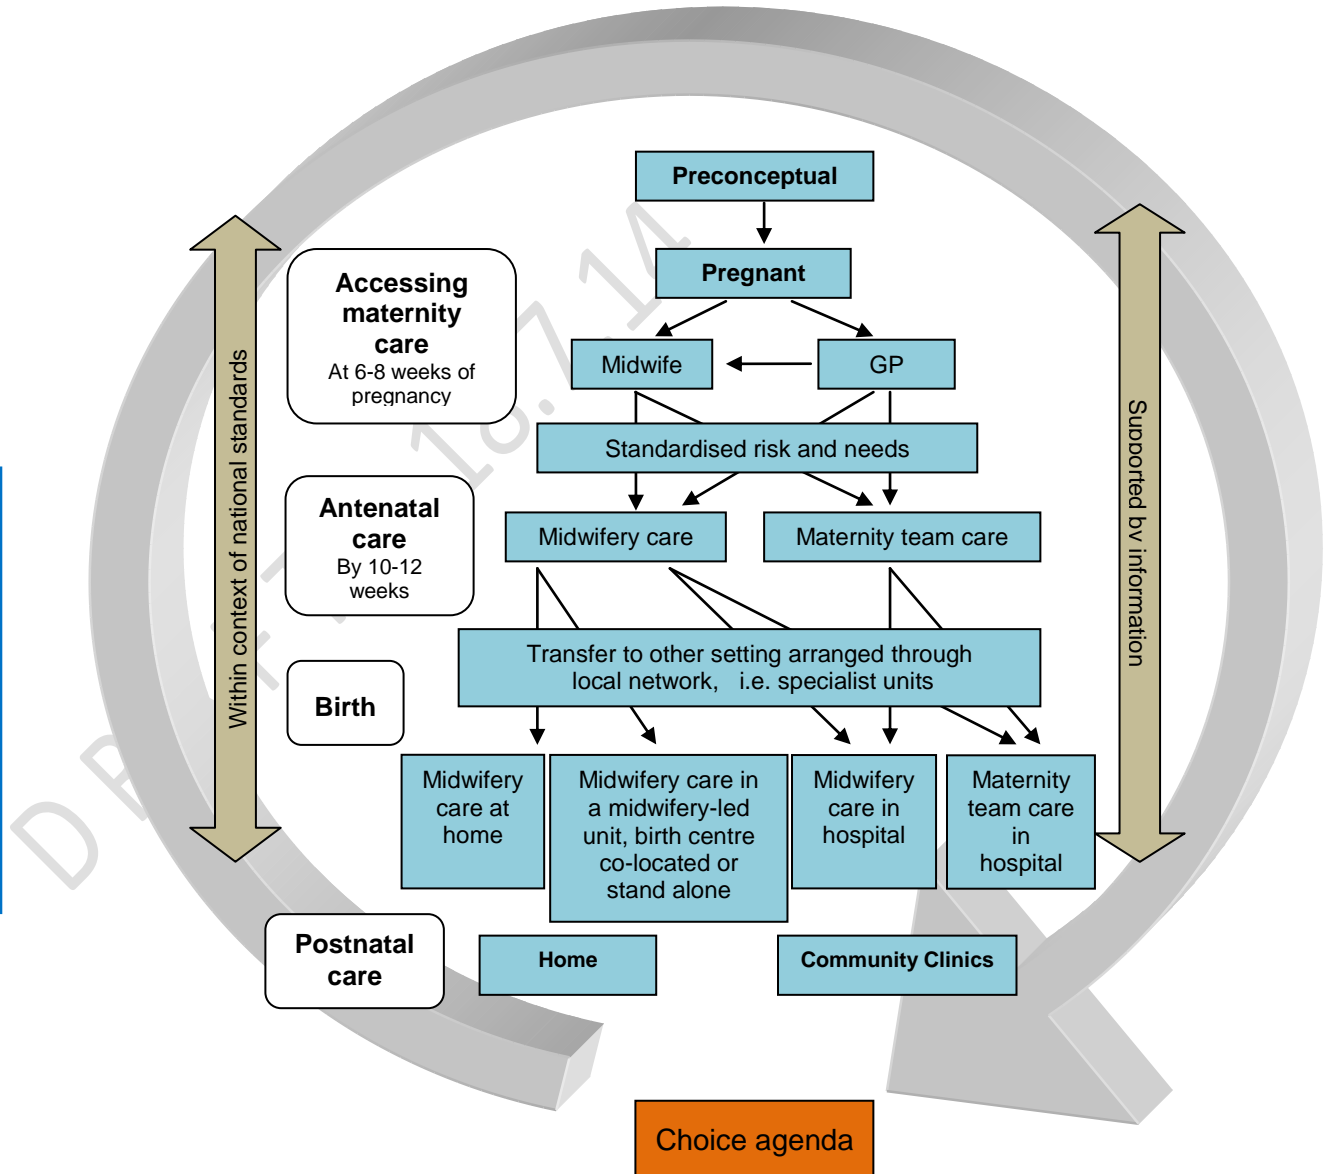 Preconceptual
Pregnant
Accessing
maternity
care
At 6-8 weeks of
pregnancy
Midwife
GP
Standardised risk and needs
Antenatal
care
By 10-12
weeks
Midwifery care
Maternity team care
Transfer to other setting arranged through
local network, i.e. specialist units
Birth
Midwifery
care at
home
Midwifery care in
a midwifery-led
unit, birth centre
co-located or
stand alone
Midwifery
care in
hospital
Maternity
team care
in
hospital
Postnatal
care
Home
Community Clinics
Within context of national standards
Supported by information
Choice agenda
18.7.14